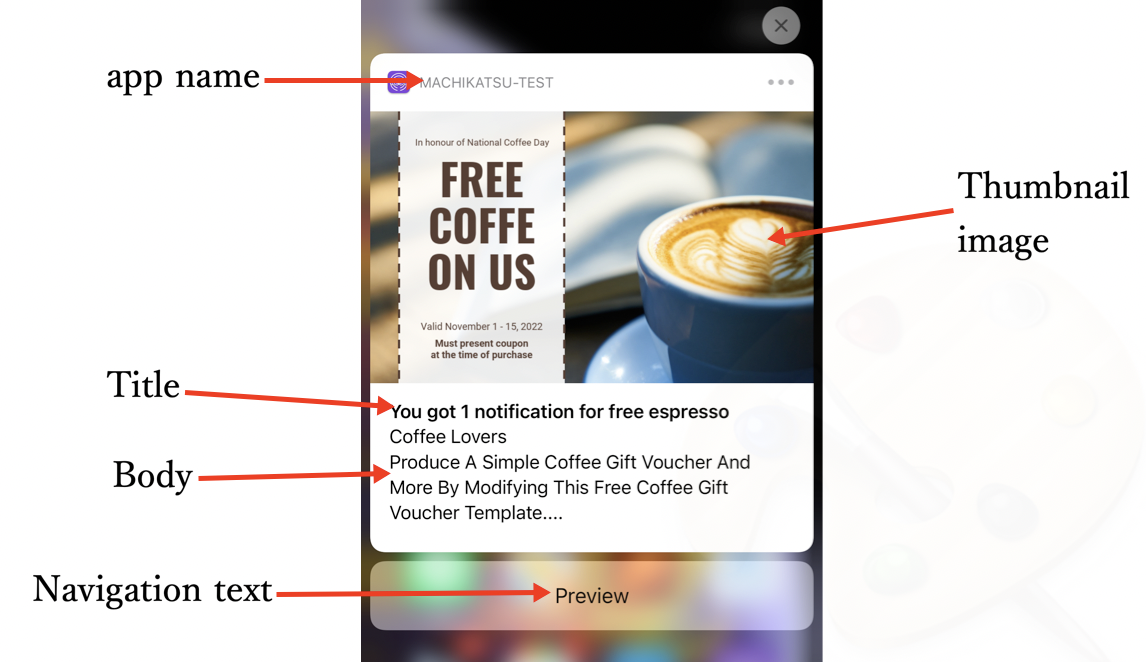 app name
MACHIKATSU-TEST
In honour of National Coffee Day
FREE
COFFE
ON US
Valid November 1 - 15, 2022
Must present coupon
at the time of purchase
Thumbnail
image
Title
You got 1 notification for free espresso
Coffee Lovers
Body
Produce A Simple Coffee Gift Voucher And
More By Modifying This Free Coffee Gift
Voucher Template....
Navigation text
Preview